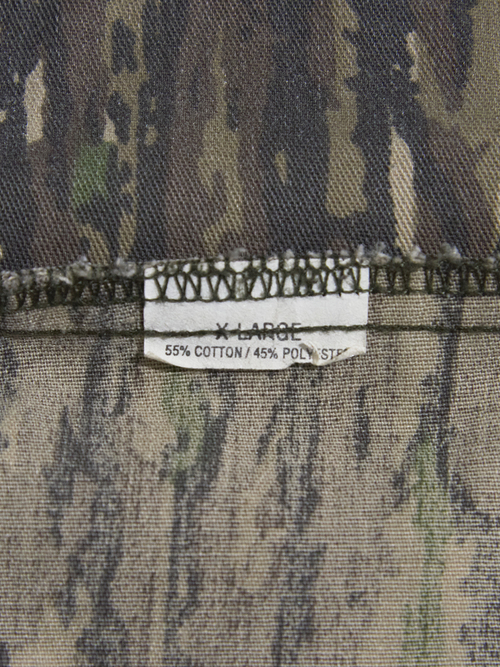 X-LARGE
55% COTTON / 45% POLYESTER